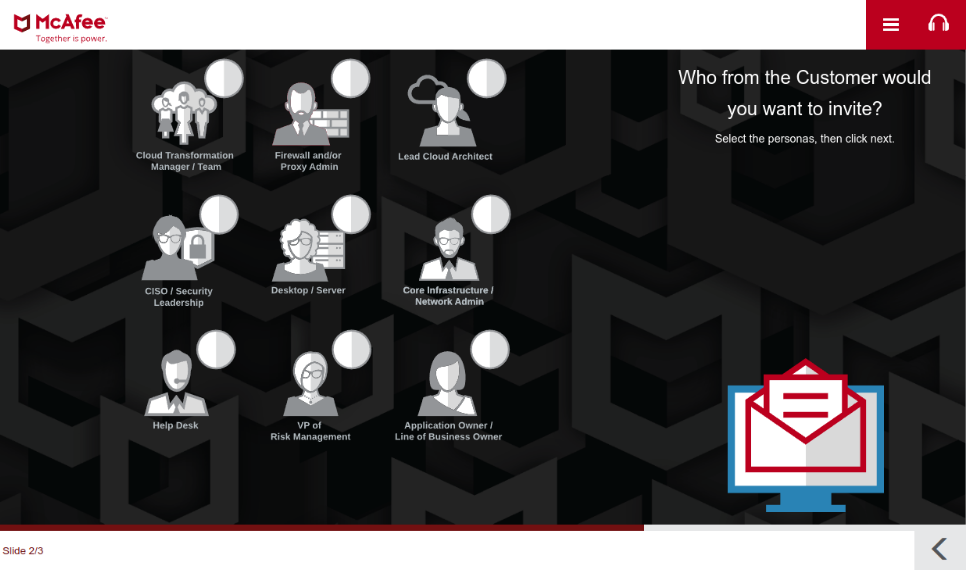 McAfee
Together is power.
Who from the Customer would
you want to invite?
Select the personas, then click next.
Cloud Transformation
Manager / Team
Firewall and/or
Proxy Admin
Lead Cloud Architect
CISO / Security
Leadership
Desktop / Server
Core Infrastructure /
Network Admin
Help Desk
VP of
Risk Management
Application Owner /
Line of Business Owner
Slide 2/3